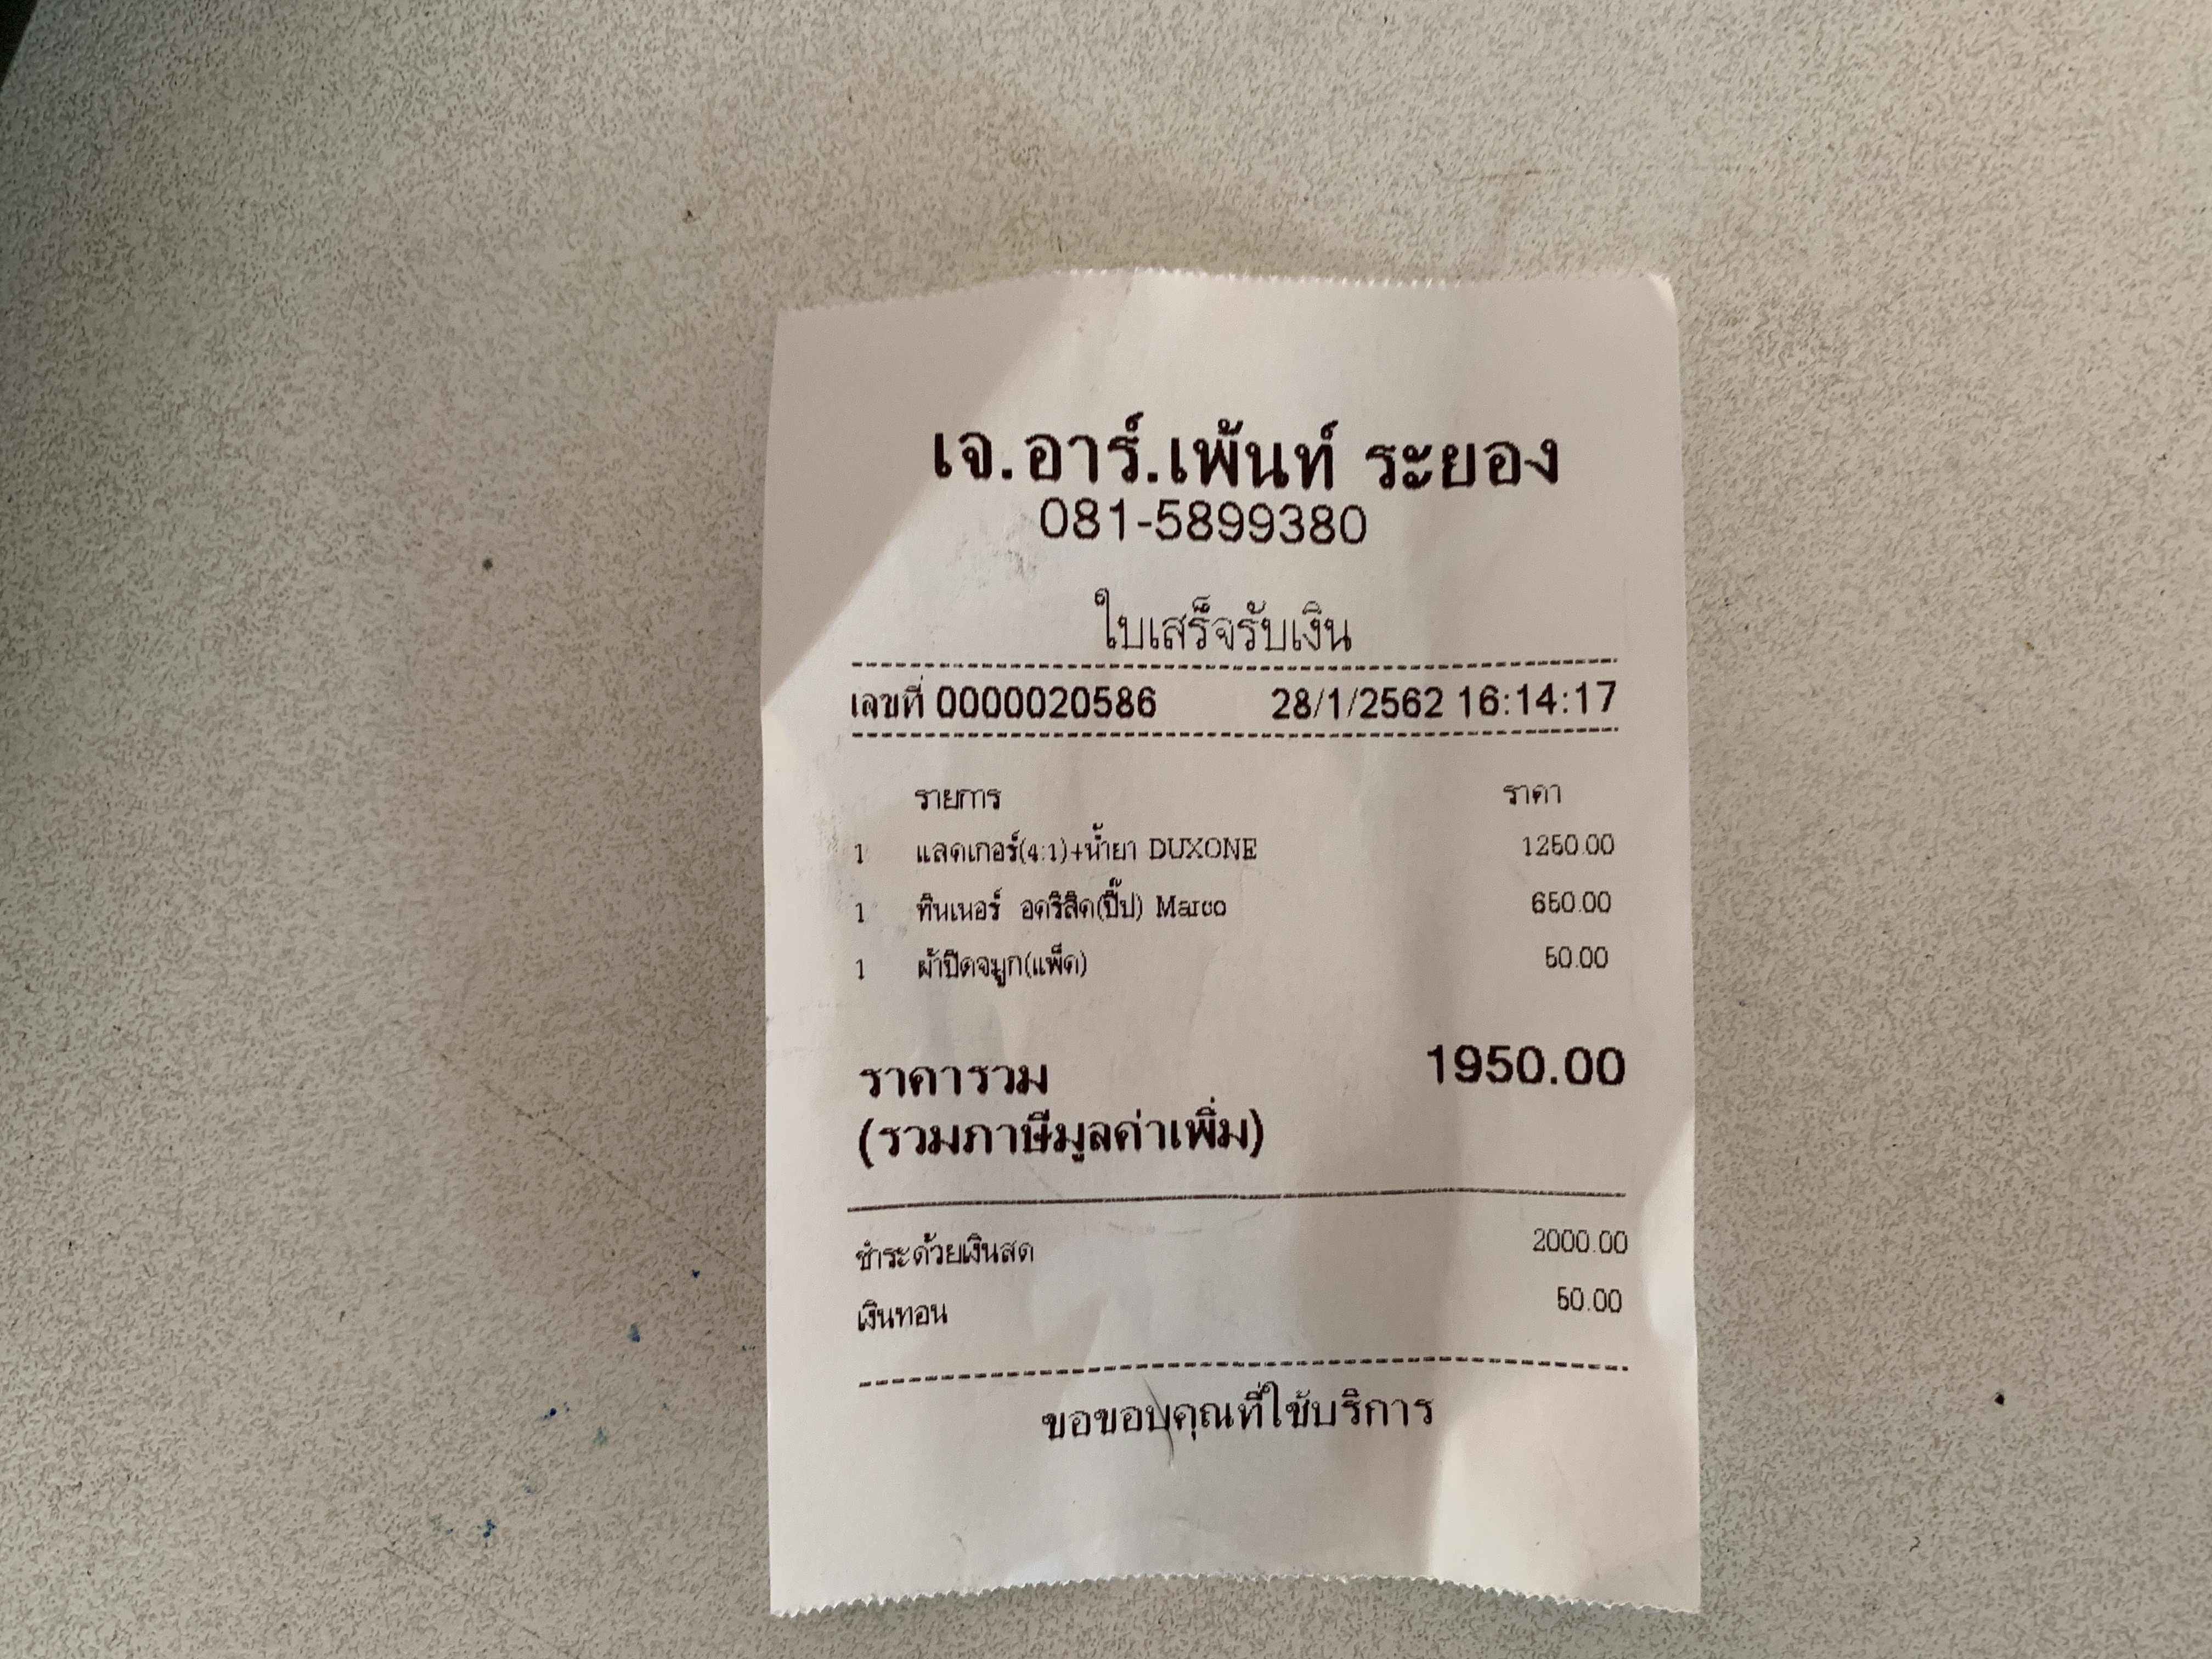 เจ.อาร์.เพ้นท์ ระยอง
081-5899380
ใบเสร็จรับเงิน
เลขที่ 0000020586 28/1/2562 16:14:17
รายการ ราคา
1 แลคเกอร์(4:1)+น้ำยา DUXONE 1250.00
1 ทินเนอร์ อคริลิค(ปี๊ป) Marco 650.00
1 ผ้าปิดจมูก(แพ็ค) 50.00
ราคารวม 1950.00
(รวมภาษีมูลค่าเพิ่ม)
ชำระด้วยเงินสด 2000.00
เงินทอน 50.00
ขอขอบคุณที่ใช้บริการ